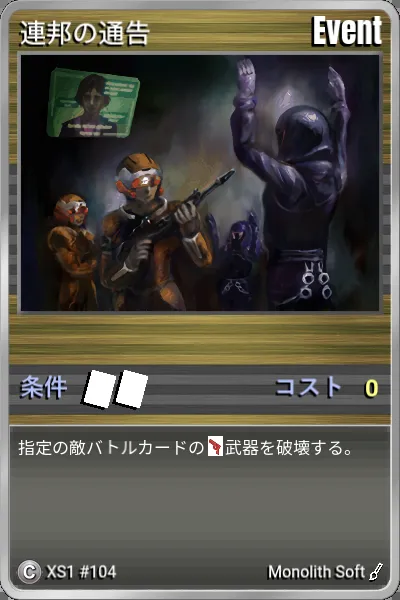 連邦の通告 Event
条件 コスト 0
指定の敵バトルカードの武器を破壊する。
C XS1 #104 Monolith Soft